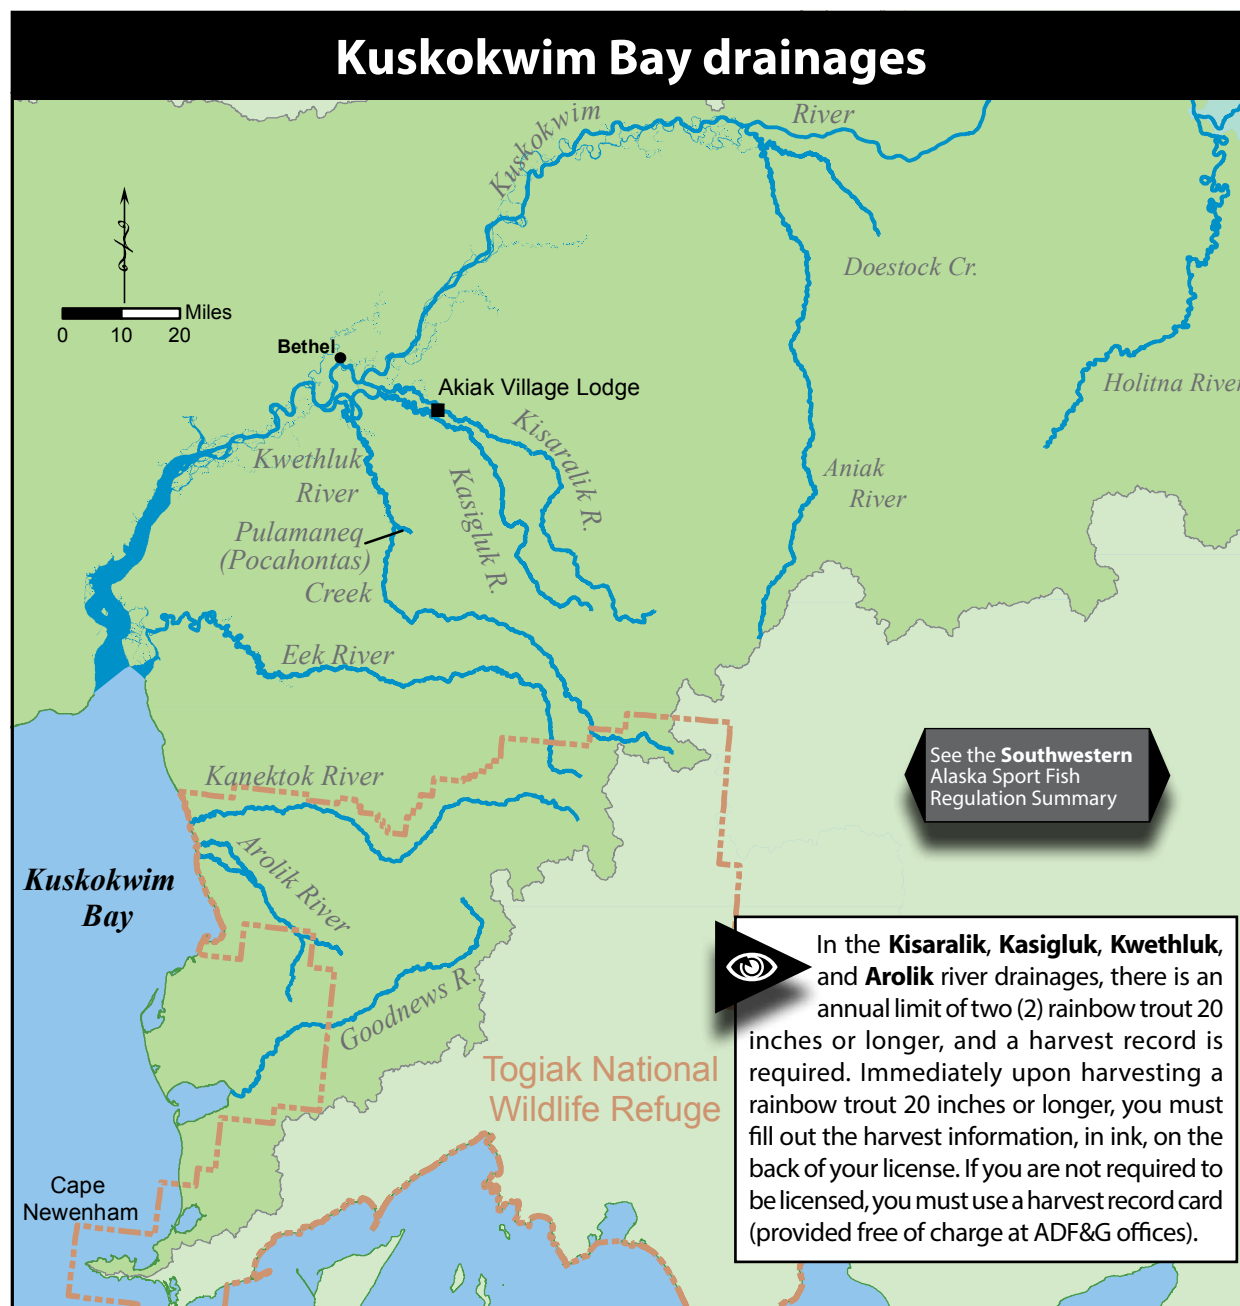 Kuskokwim Bay drainages
Kuskokwim
River
Doestock Cr.
Miles
0 10 20
Bethel
Akiak Village Lodge
Holitna River
Kisaralik R.
Kwethluk
River
Kasigluk R.
Aniak
River
Pulamaneq
(Pocahontas)
Creek
Eek River
See the Southwestern
Alaska Sport Fish
Regulation Summary
Kanektok River
Arolik River
Kuskokwim
Bay
Goodnews R.
In the Kisaralik, Kasigluk, Kwethluk,
and Arolik river drainages, there is an
annual limit of two (2) rainbow trout 20
inches or longer, and a harvest record is
required. Immediately upon harvesting a
rainbow trout 20 inches or longer, you must
fill out the harvest information, in ink, on the
back of your license. If you are not required to
be licensed, you must use a harvest record card
(provided free of charge at ADF&G offices).
Togiak National
Wildlife Refuge
Cape
Newenham